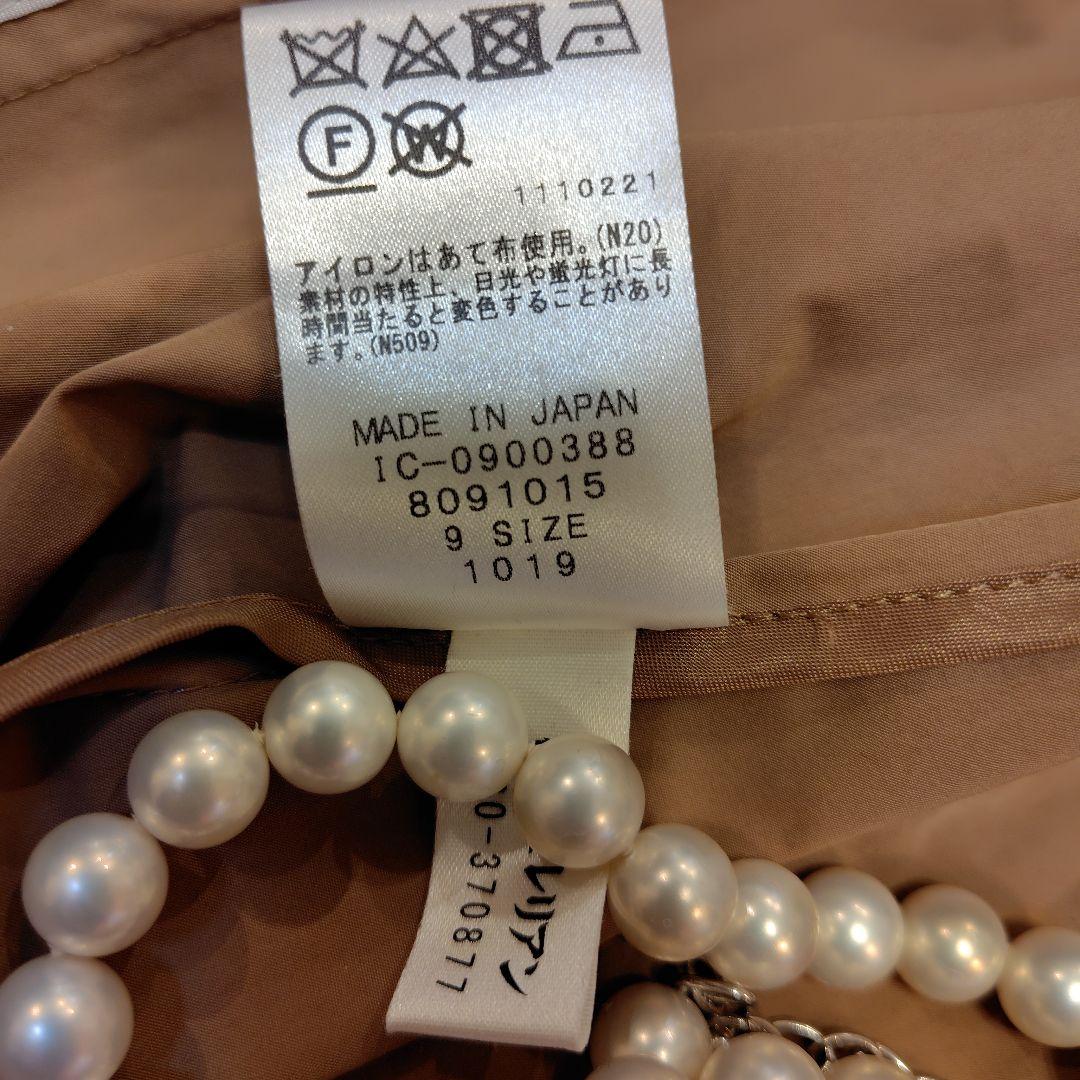 F
W
1110221
アイロンはあて布使用。(N20)
素材の特性上、日光や蛍光灯に長
時間当たると変色することがあり
ます。(N509)
MADE IN JAPAN
IC-0900388
8091015
9 SIZE
1019
0-370877
レリアン